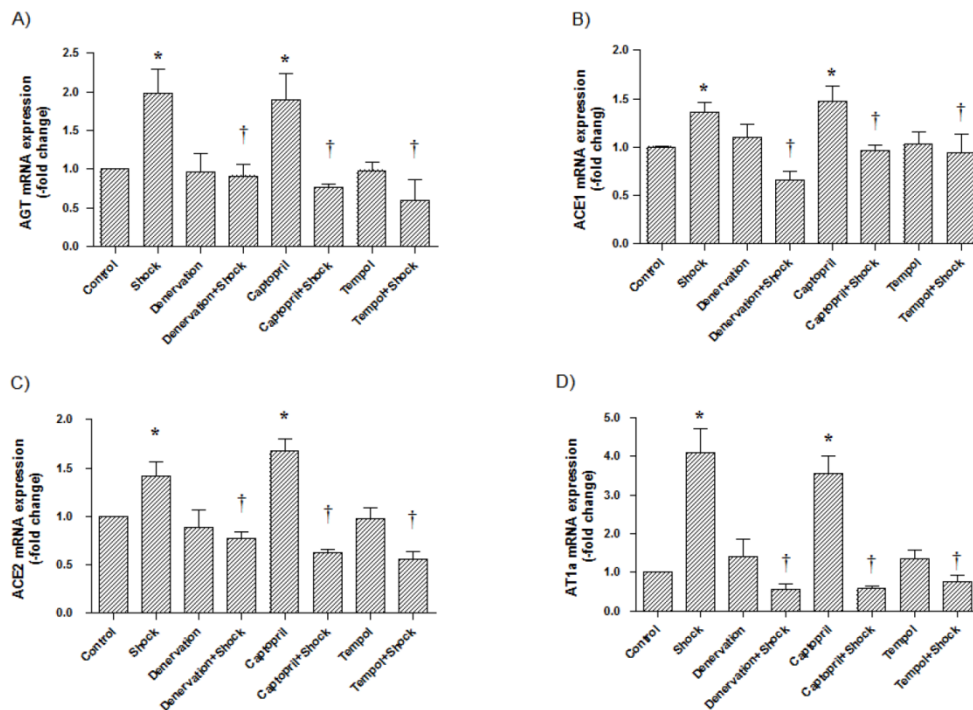 A)
AGT mRNA expression
(-fold change)
2.5
2.0
1.5
1.0
0.5
0.0
*
*
†
†
†
Control
Shock
Denervation
Denervation+Shock
Captopril
Captopril+Shock
Tempol
Tempol+Shock
B)
ACE1 mRNA expression
(-fold chang)
2.0
1.5
1.0
0.5
0.0
*
*
†
†
†
Control
Shock
Denervation
Denervation+Shock
Captopril
Captopril+Shock
Tempol
Tempol+Shock
C)
ACE2 mRNA expression
(-fold change)
2.0
1.5
1.0
0.5
0.0
*
*
†
†
†
Control
Shock
Denervation
Denervation+Shock
Captopril
Captopril+Shock
Tempol
Tempol+Shock
D)
AT1a mRNA expression
(-fold change)
5.0
4.0
3.0
2.0
1.0
0.0
*
*
†
†
†
Control
Shock
Denervation
Denervation+Shock
Captopril
Captopril+Shock
Tempol
Tempol+Shock